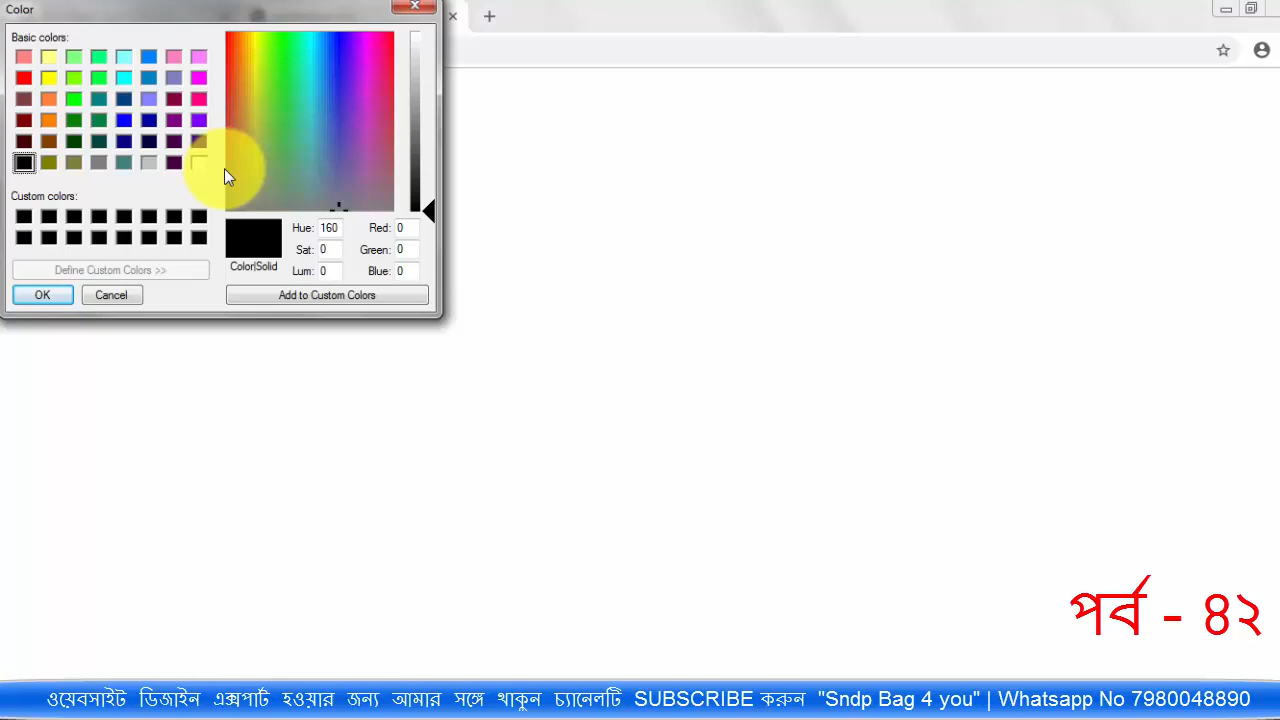 Color
Basic colors:
Custom colors:
Define Custom Colors >>
OK Cancel
Hue: 160 Red: 0
Sat: 0 Green: 0
Color|Solid
Lum: 0 Blue: 0
Add to Custom Colors
পর্ব - ৪২
ওয়েবসাইট ডিজাইন এক্সপার্ট হওয়ার জন্য আমার সঙ্গে থাকুন চ্যানেলটি SUBSCRIBE করুন "Sndp Bag 4 you" | Whatsapp No 7980048890